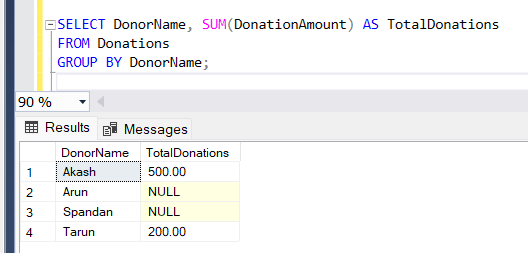 SELECT DonorName, SUM(DonationAmount) AS TotalDonations
FROM Donations
GROUP BY DonorName;
90 %
Results Messages
DonorName TotalDonations
1 Akash 500.00
2 Arun NULL
3 Spandan NULL
4 Tarun 200.00